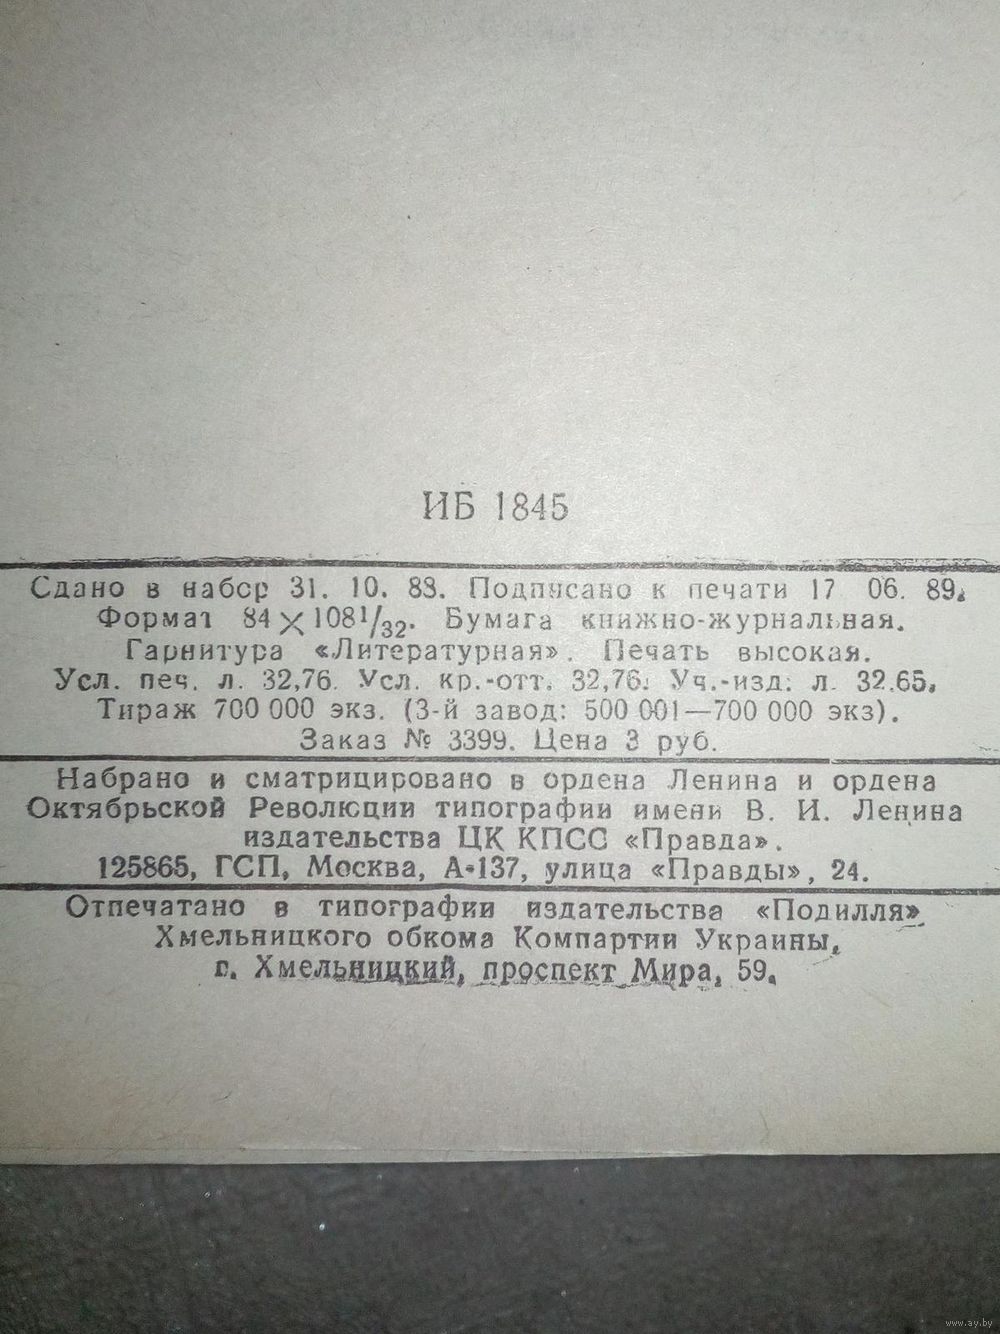 ИБ 1845
Сдано в набор 31. 10. 88. Подписано к печати 17 06. 89.
Формат 84×108 1/32. Бумага книжно-журнальная.
Гарнитура «Литературная». Печать высокая.
Усл. печ. л. 32,76. Усл. кр.-отт. 32,76. Уч.-изд. л. 32.65.
Тираж 700 000 экз. (3-й завод: 500 001—700 000 экз).
Заказ № 3399. Цена 3 руб.
Набрано и сматрицировано в ордена Ленина и ордена
Октябрьской Революции типографии имени В. И. Ленина
издательства ЦК КПСС «Правда».
125865, ГСП, Москва, А-137, улица «Правды», 24.
Отпечатано в типографии издательства «Подилля»
Хмельницкого обкома Компартии Украины,
г. Хмельницкий, проспект Мира, 59.
www.ay.by